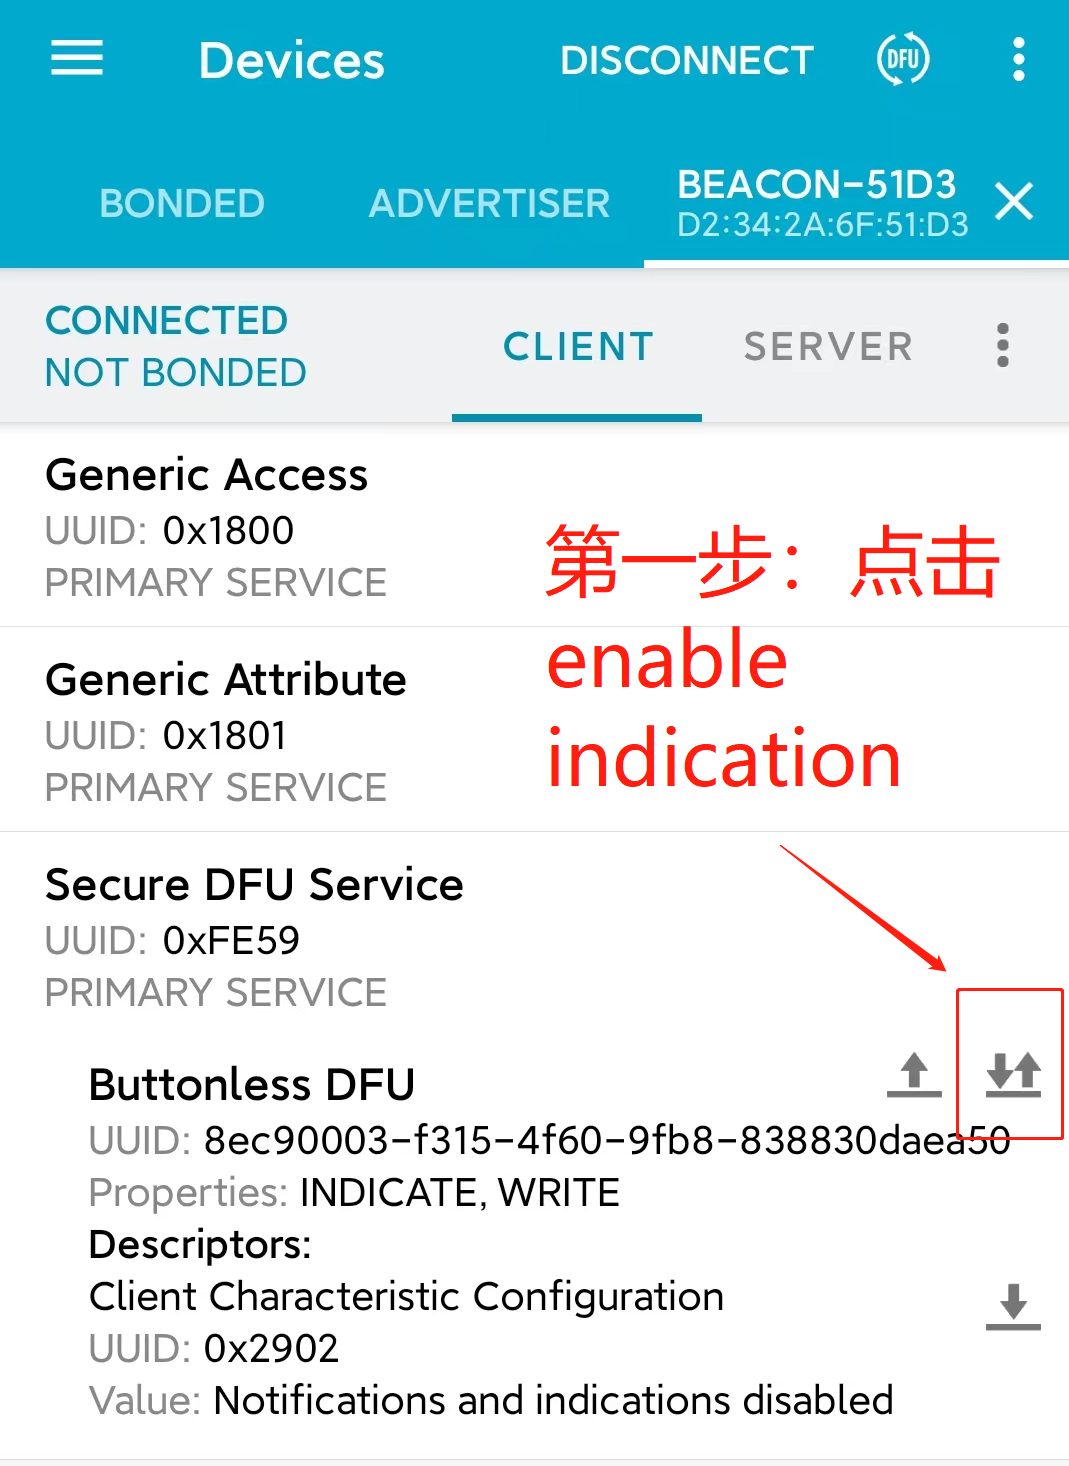 Devices
DISCONNECT
DFU
BONDED
ADVERTISER
BEACON-51D3
D2:34:2A:6F:51:D3
CONNECTED
NOT BONDED
CLIENT
SERVER
Generic Access
UUID: 0x1800
PRIMARY SERVICE
第一步：点击
enable
indication
Generic Attribute
UUID: 0x1801
PRIMARY SERVICE
Secure DFU Service
UUID: 0xFE59
PRIMARY SERVICE
Buttonless DFU
UUID: 8ec90003-f315-4f60-9fb8-838830daea50
Properties: INDICATE, WRITE
Descriptors:
Client Characteristic Configuration
UUID: 0x2902
Value: Notifications and indications disabled